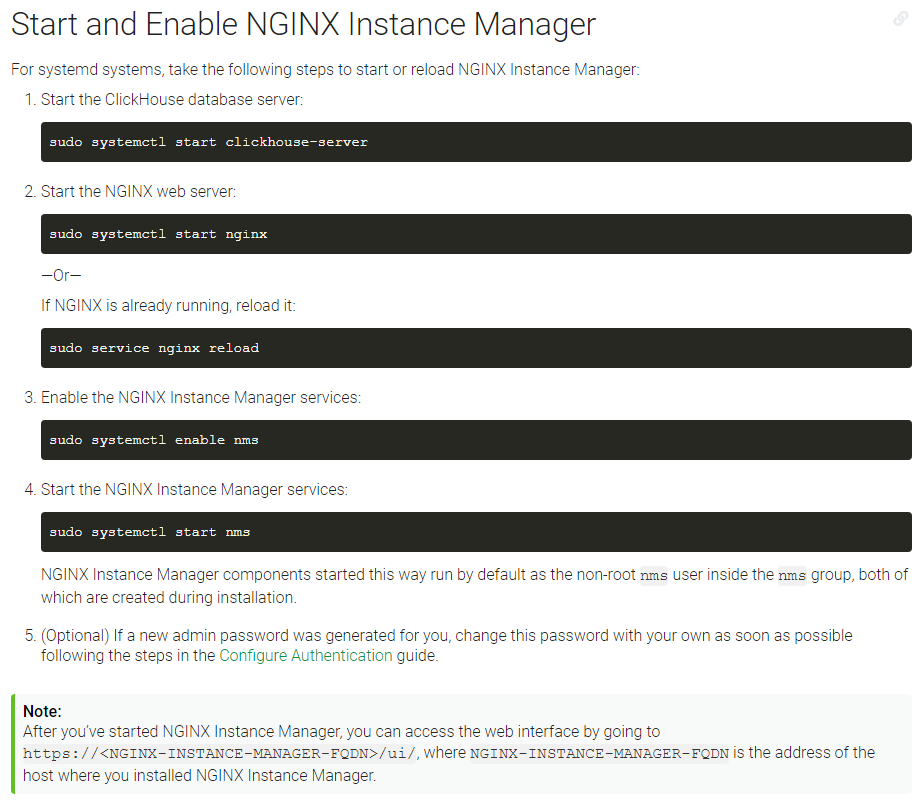 Start and Enable NGINX Instance Manager
For systemd systems, take the following steps to start or reload NGINX Instance Manager:
1. Start the ClickHouse database server:
sudo systemctl start clickhouse-server
2. Start the NGINX web server:
sudo systemctl start nginx
—Or—
If NGINX is already running, reload it:
sudo service nginx reload
3. Enable the NGINX Instance Manager services:
sudo systemctl enable nms
4. Start the NGINX Instance Manager services:
sudo systemctl start nms
NGINX Instance Manager components started this way run by default as the non-root nms user inside the nms group, both of
which are created during installation.
5. (Optional) If a new admin password was generated for you, change this password with your own as soon as possible
following the steps in the Configure Authentication guide.
Note:
After you’ve started NGINX Instance Manager, you can access the web interface by going to
https://<NGINX-INSTANCE-MANAGER-FQDN>/ui/, where NGINX-INSTANCE-MANAGER-FQDN is the address of the
host where you installed NGINX Instance Manager.